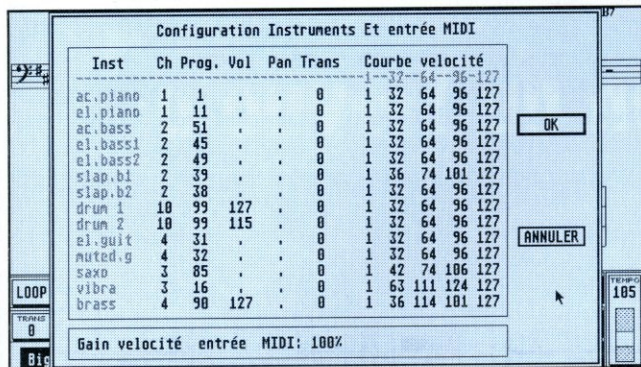 B7
Configuration Instruments Et entrée MIDI
Inst Ch Prog. Vol Pan Trans Courbe velocité
--1--32--64--96-127
ac.piano 1 1 . . 0 1 32 64 96 127
el.piano 1 11 . . 0 1 32 64 96 127
ac.bass 2 51 . . 0 1 32 64 96 127
el.bass1 2 45 . . 0 1 32 64 96 127
el.bass2 2 49 . . 0 1 32 64 96 127
slap.b1 2 39 . . 0 1 36 74 101 127
slap.b2 2 38 . . 0 1 32 64 96 127
drum 1 10 99 127 . 0 1 32 64 96 127
drum 2 10 99 115 . 0 1 32 64 96 127
el.guit 4 31 . . 0 1 32 64 96 127
muted.g 4 32 . . 0 1 32 64 96 127
saxo 3 85 . . 0 1 42 74 106 127
vibra 3 16 . . 0 1 63 111 124 127
brass 4 90 127 . 0 1 36 114 101 127
OK
ANNULER
LOOP
TRANS
0
Big
TEMPO
105
Gain velocité entrée MIDI: 100%